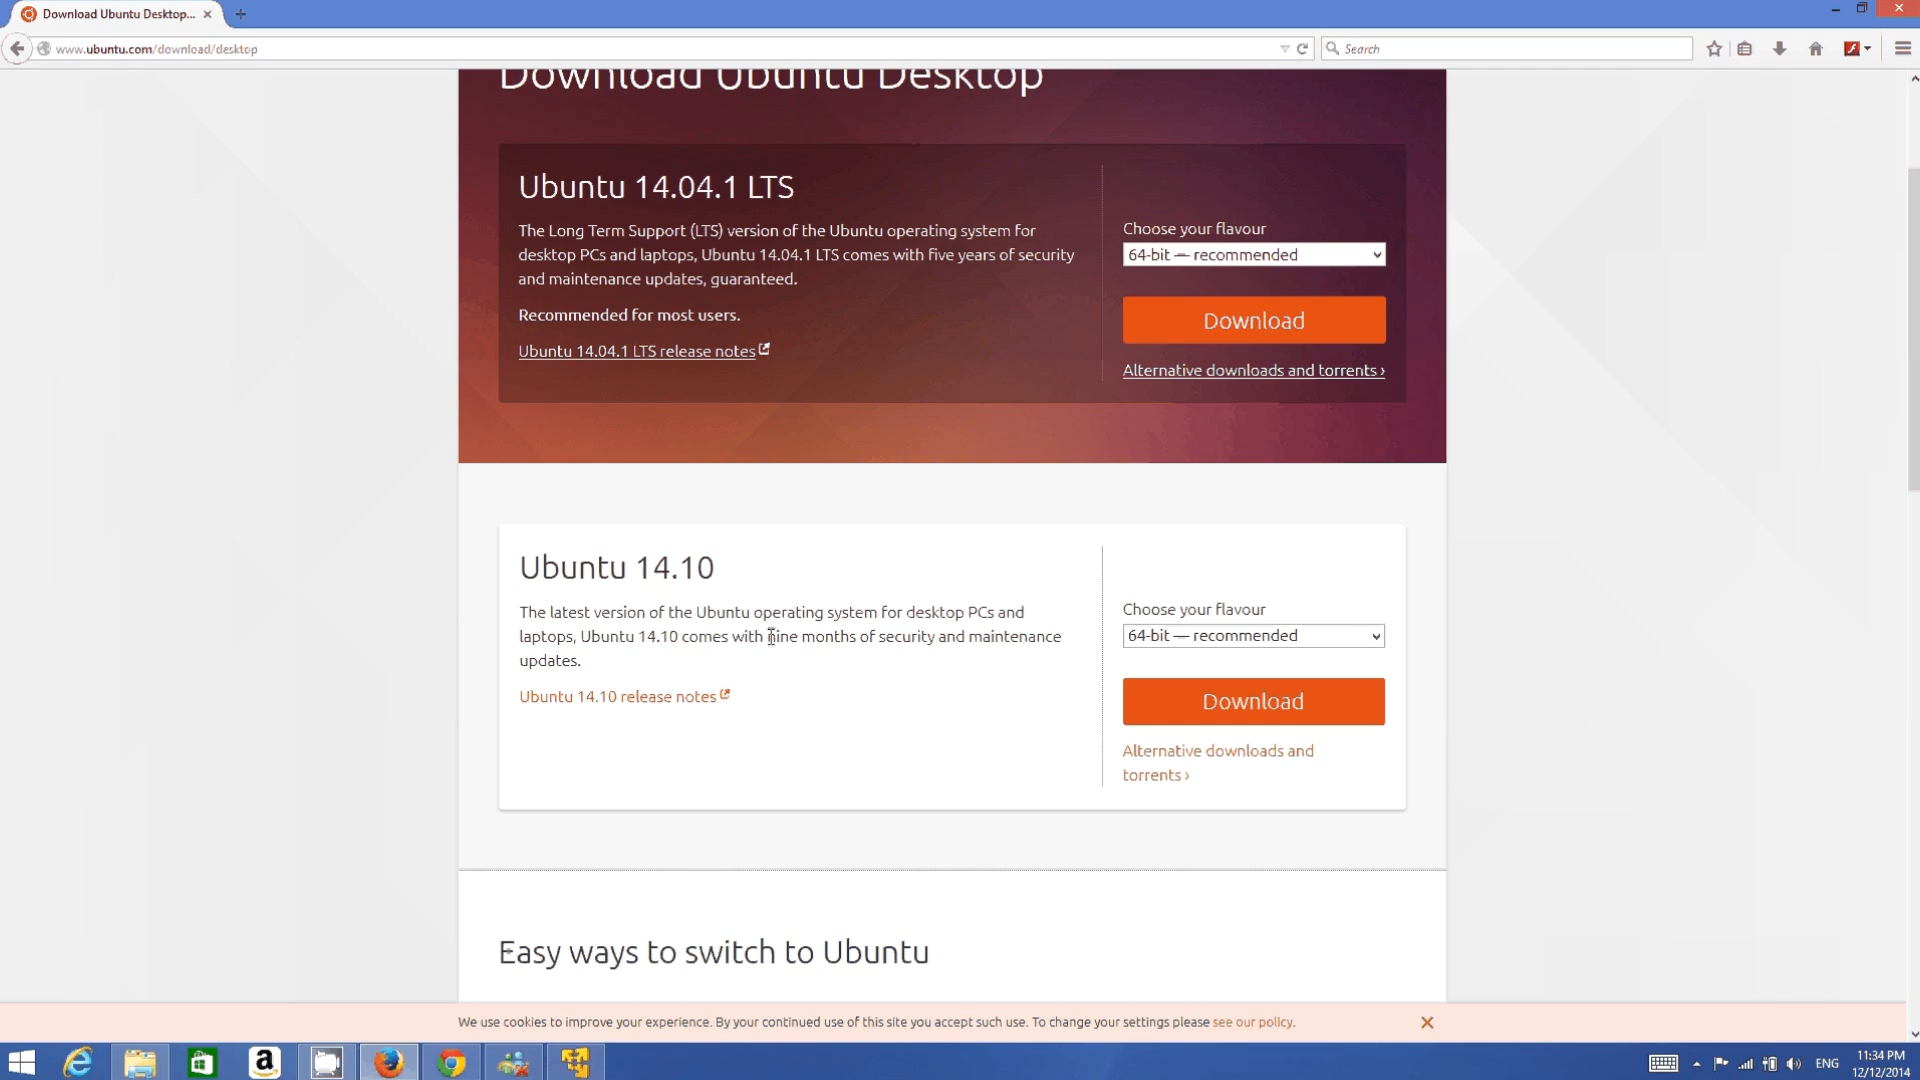 Download Ubuntu Desktop...
www.ubuntu.com/download/desktop
Search
Download Ubuntu Desktop
Ubuntu 14.04.1 LTS
The Long Term Support (LTS) version of the Ubuntu operating system for
desktop PCs and laptops, Ubuntu 14.04.1 LTS comes with five years of security
and maintenance updates, guaranteed.
Recommended for most users.
Ubuntu 14.04.1 LTS release notes
Choose your flavour
64-bit — recommended
Download
Alternative downloads and torrents ›
Ubuntu 14.10
The latest version of the Ubuntu operating system for desktop PCs and
laptops, Ubuntu 14.10 comes with nine months of security and maintenance
updates.
Ubuntu 14.10 release notes
Choose your flavour
64-bit — recommended
Download
Alternative downloads and
torrents ›
Easy ways to switch to Ubuntu
We use cookies to improve your experience. By your continued use of this site you accept such use. To change your settings please see our policy.
ENG
11:34 PM
12/12/2014